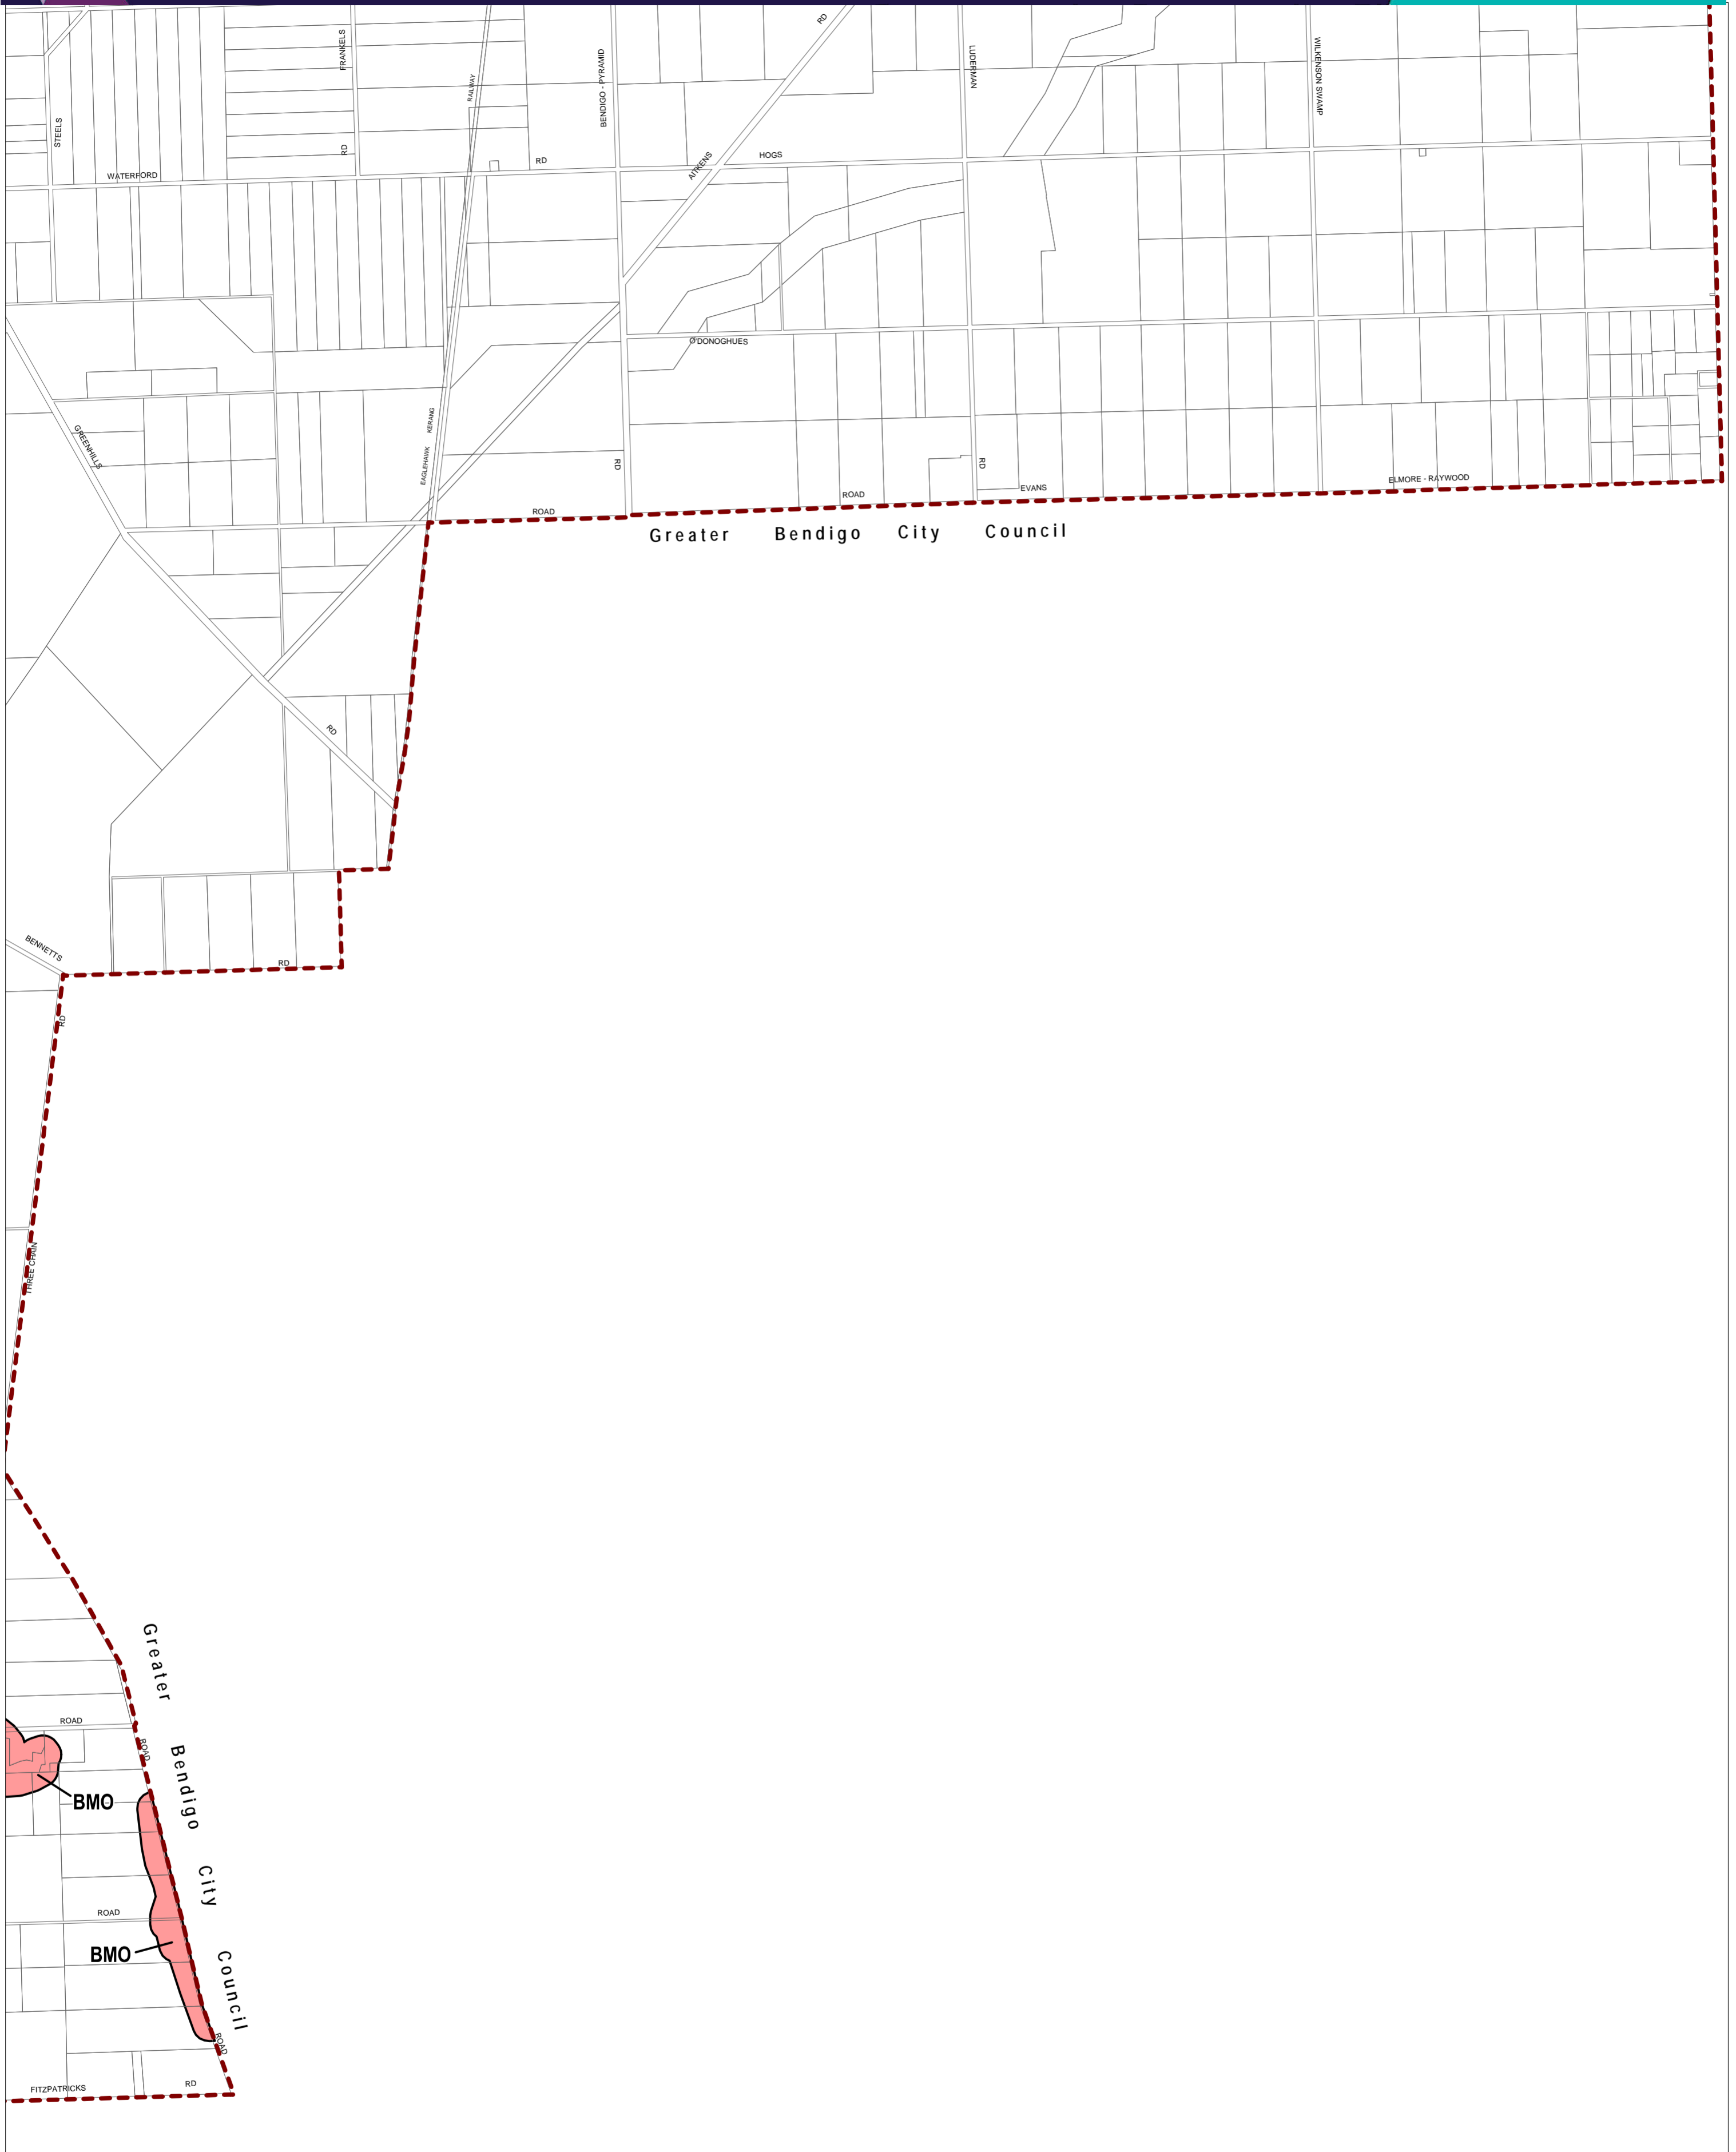 RD
FRANKELS
LUDERMAN
WILKENSON SWAMP
RAILWAY
BENDIGO - PYRAMID
STEELS
RD
RD
HOGS
AITKENS
WATERFORD
O'DONOGHUES
KERANG
GREENHILLS
EAGLEHAWK
RD
RD
ELMORE - RAYWOOD
EVANS
ROAD
ROAD
Greater Bendigo City Council
RD
BENNETTS
RD
RD
THREE CHAIN
Greater Bendigo City Council
ROAD
ROAD
BMO
ROAD
BMO
ROAD
RD
FITZPATRICKS